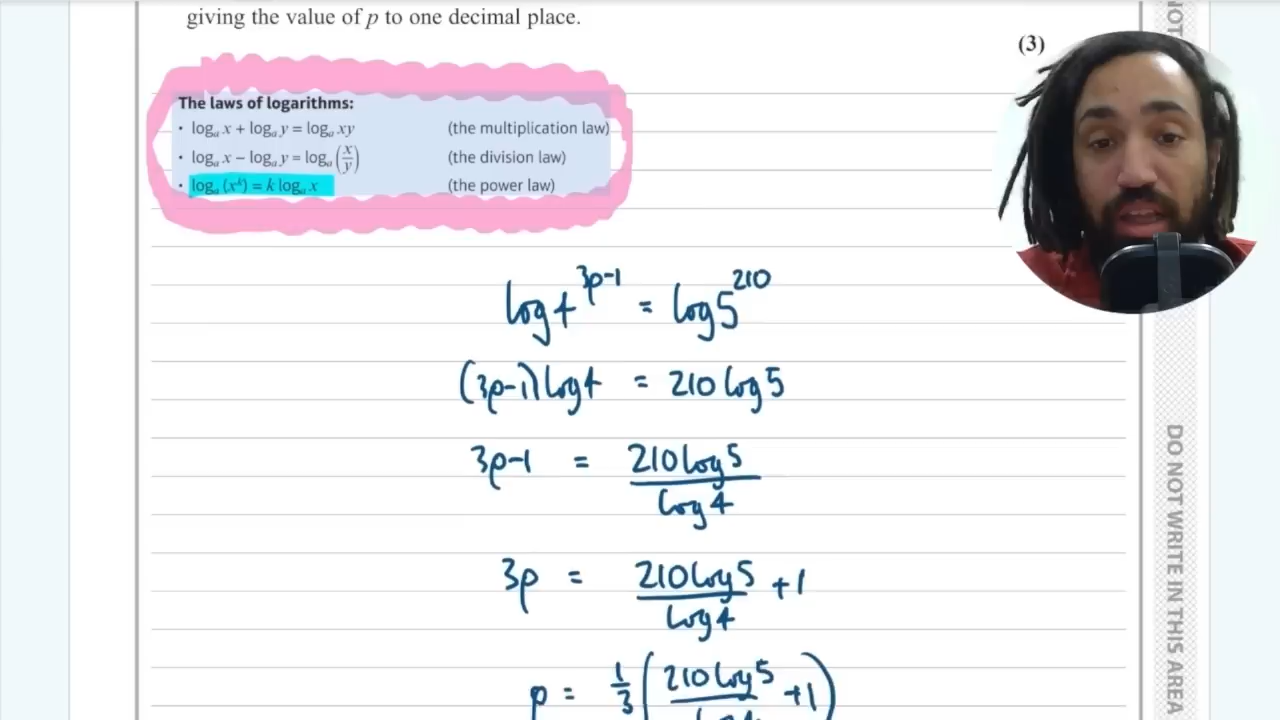 giving the value of p to one decimal place.
(3)
The laws of logarithms:
• logₐ x + logₐ y = logₐ xy (the multiplication law)
• logₐ x − logₐ y = logₐ (x/y) (the division law)
• logₐ (xᵏ) = k logₐ x (the power law)
log 4^(3p-1) = log 5^210
(3p-1) log 4 = 210 log 5
3p-1 = 210 log 5 / log 4
3p = 210 log 5 / log 4 + 1
p = 1/3 ( 210 log 5 / log 4 + 1 )
DO NOT WRITE IN THIS AREA